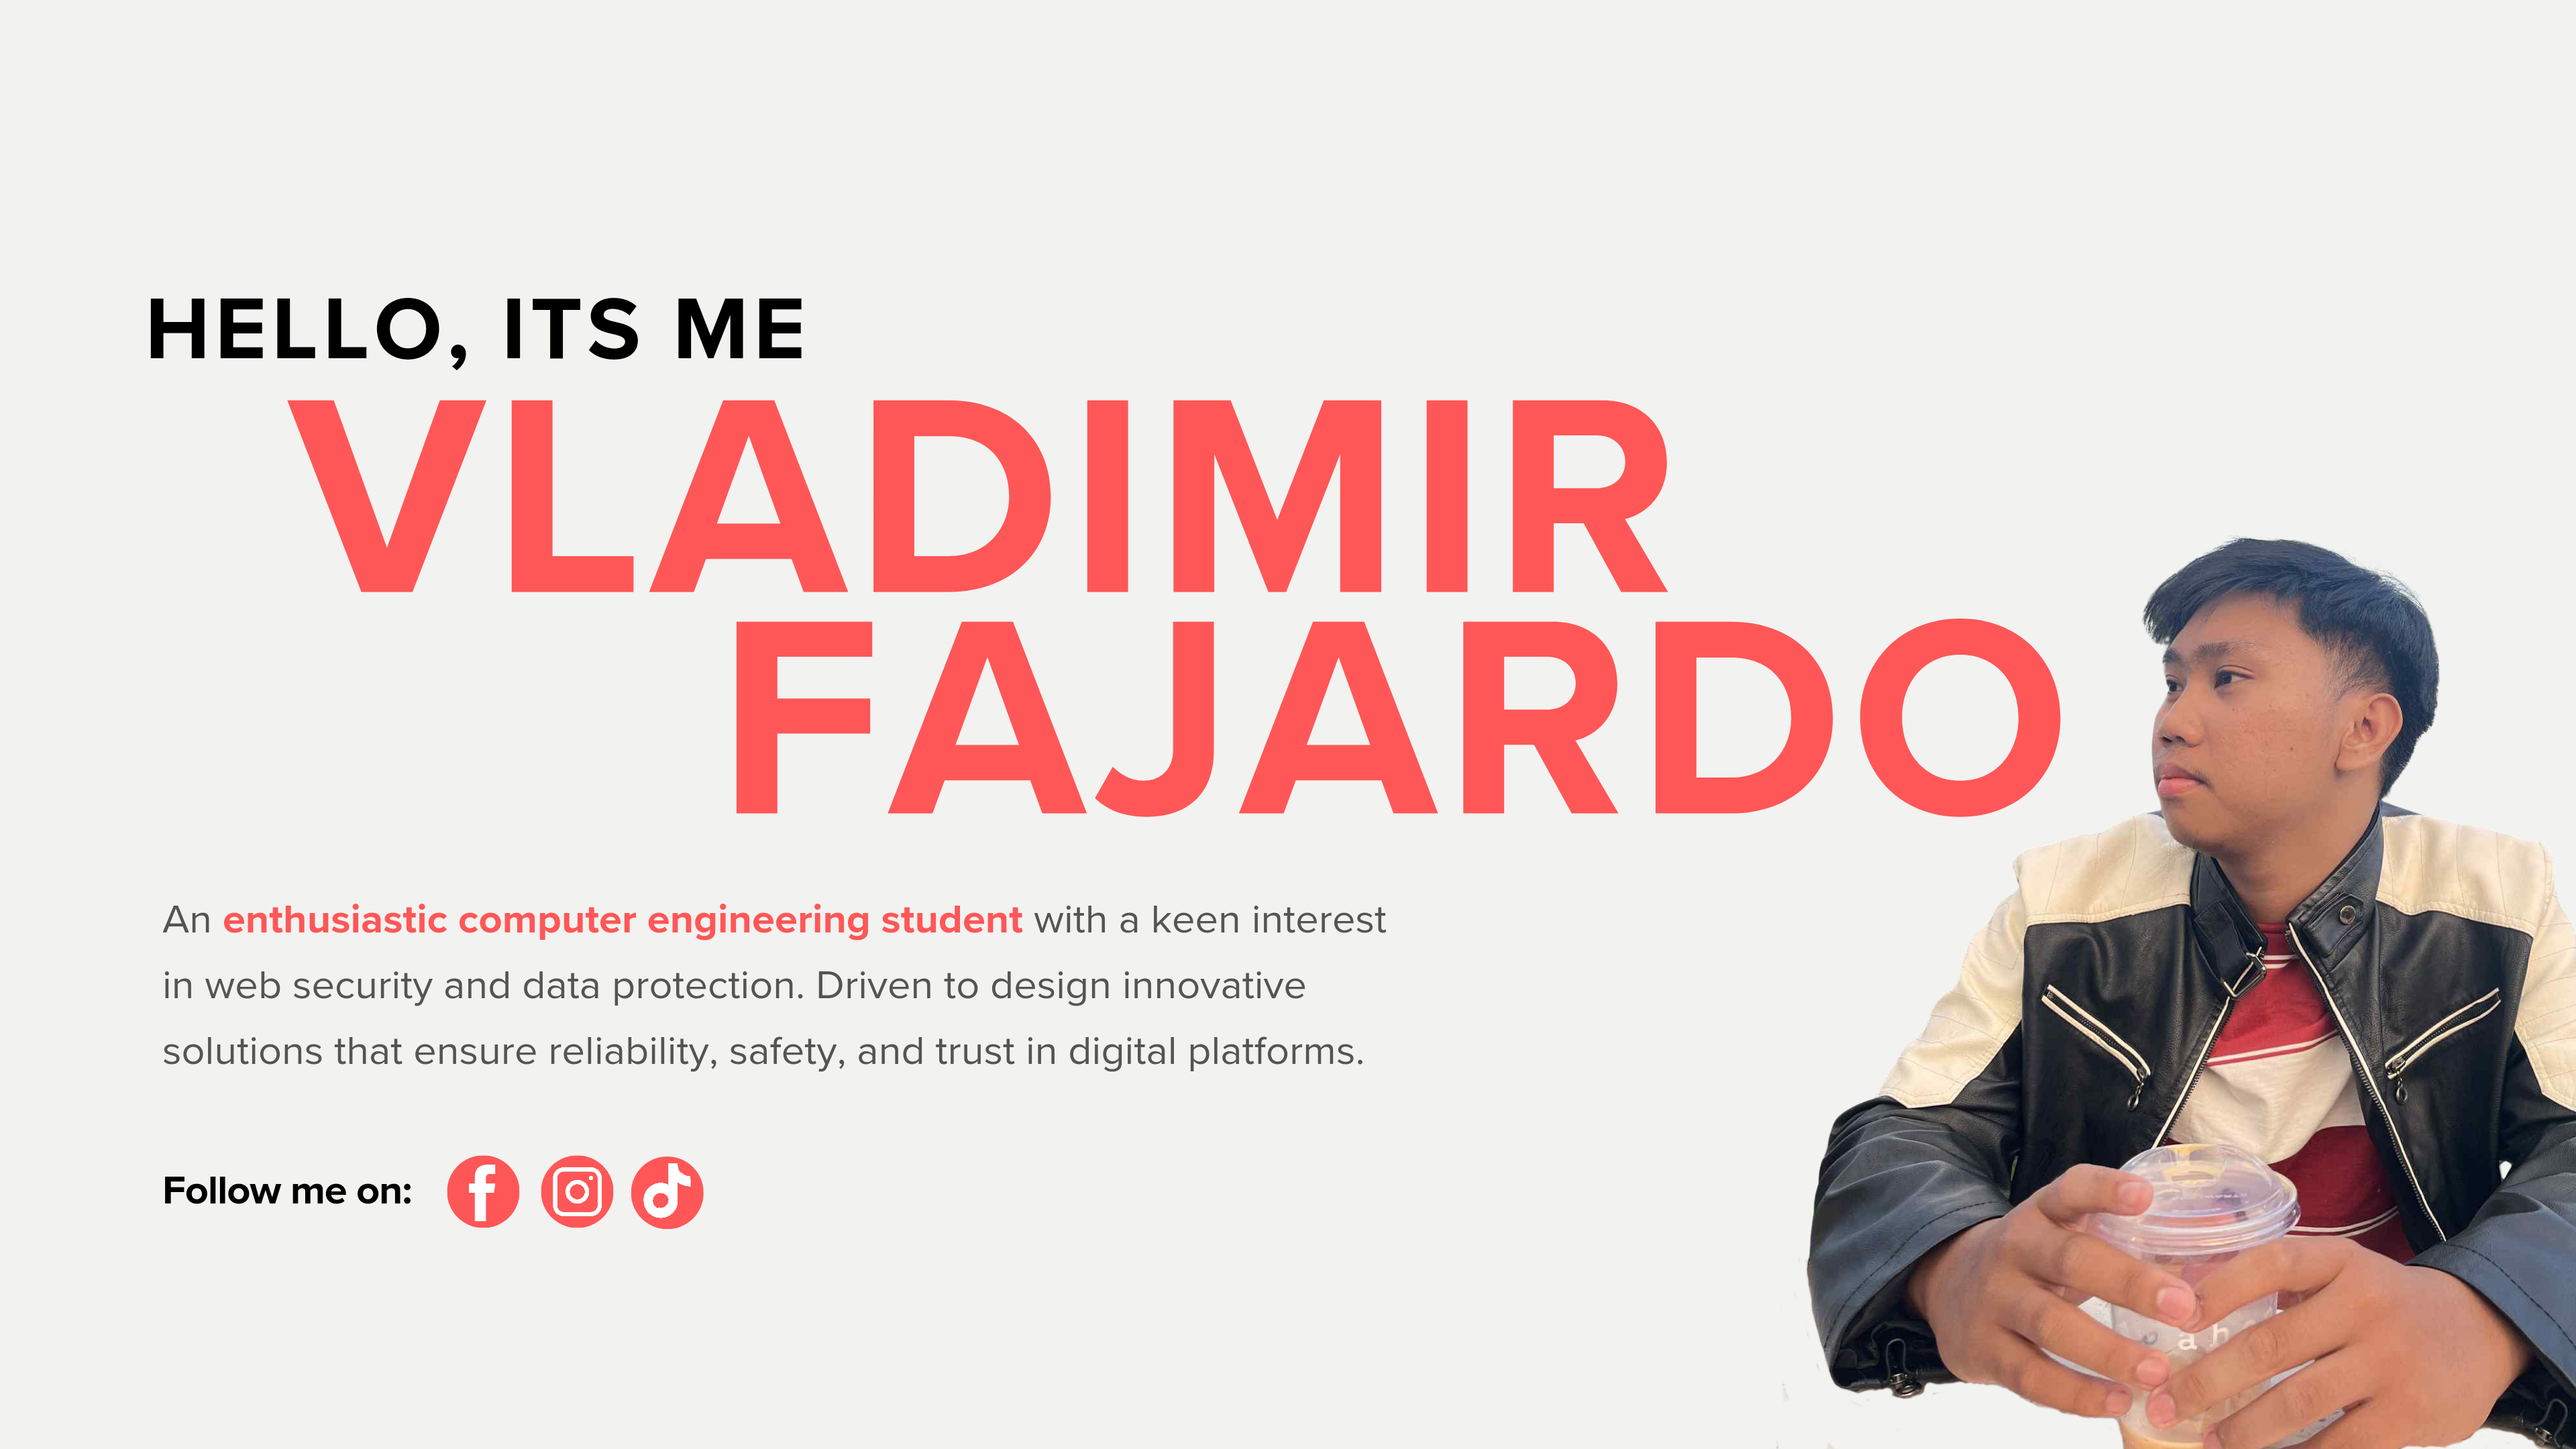 HELLO, ITS ME
VLADIMIR
FAJARDO
An enthusiastic computer engineering student with a keen interest
in web security and data protection. Driven to design innovative
solutions that ensure reliability, safety, and trust in digital platforms.
Follow me on: